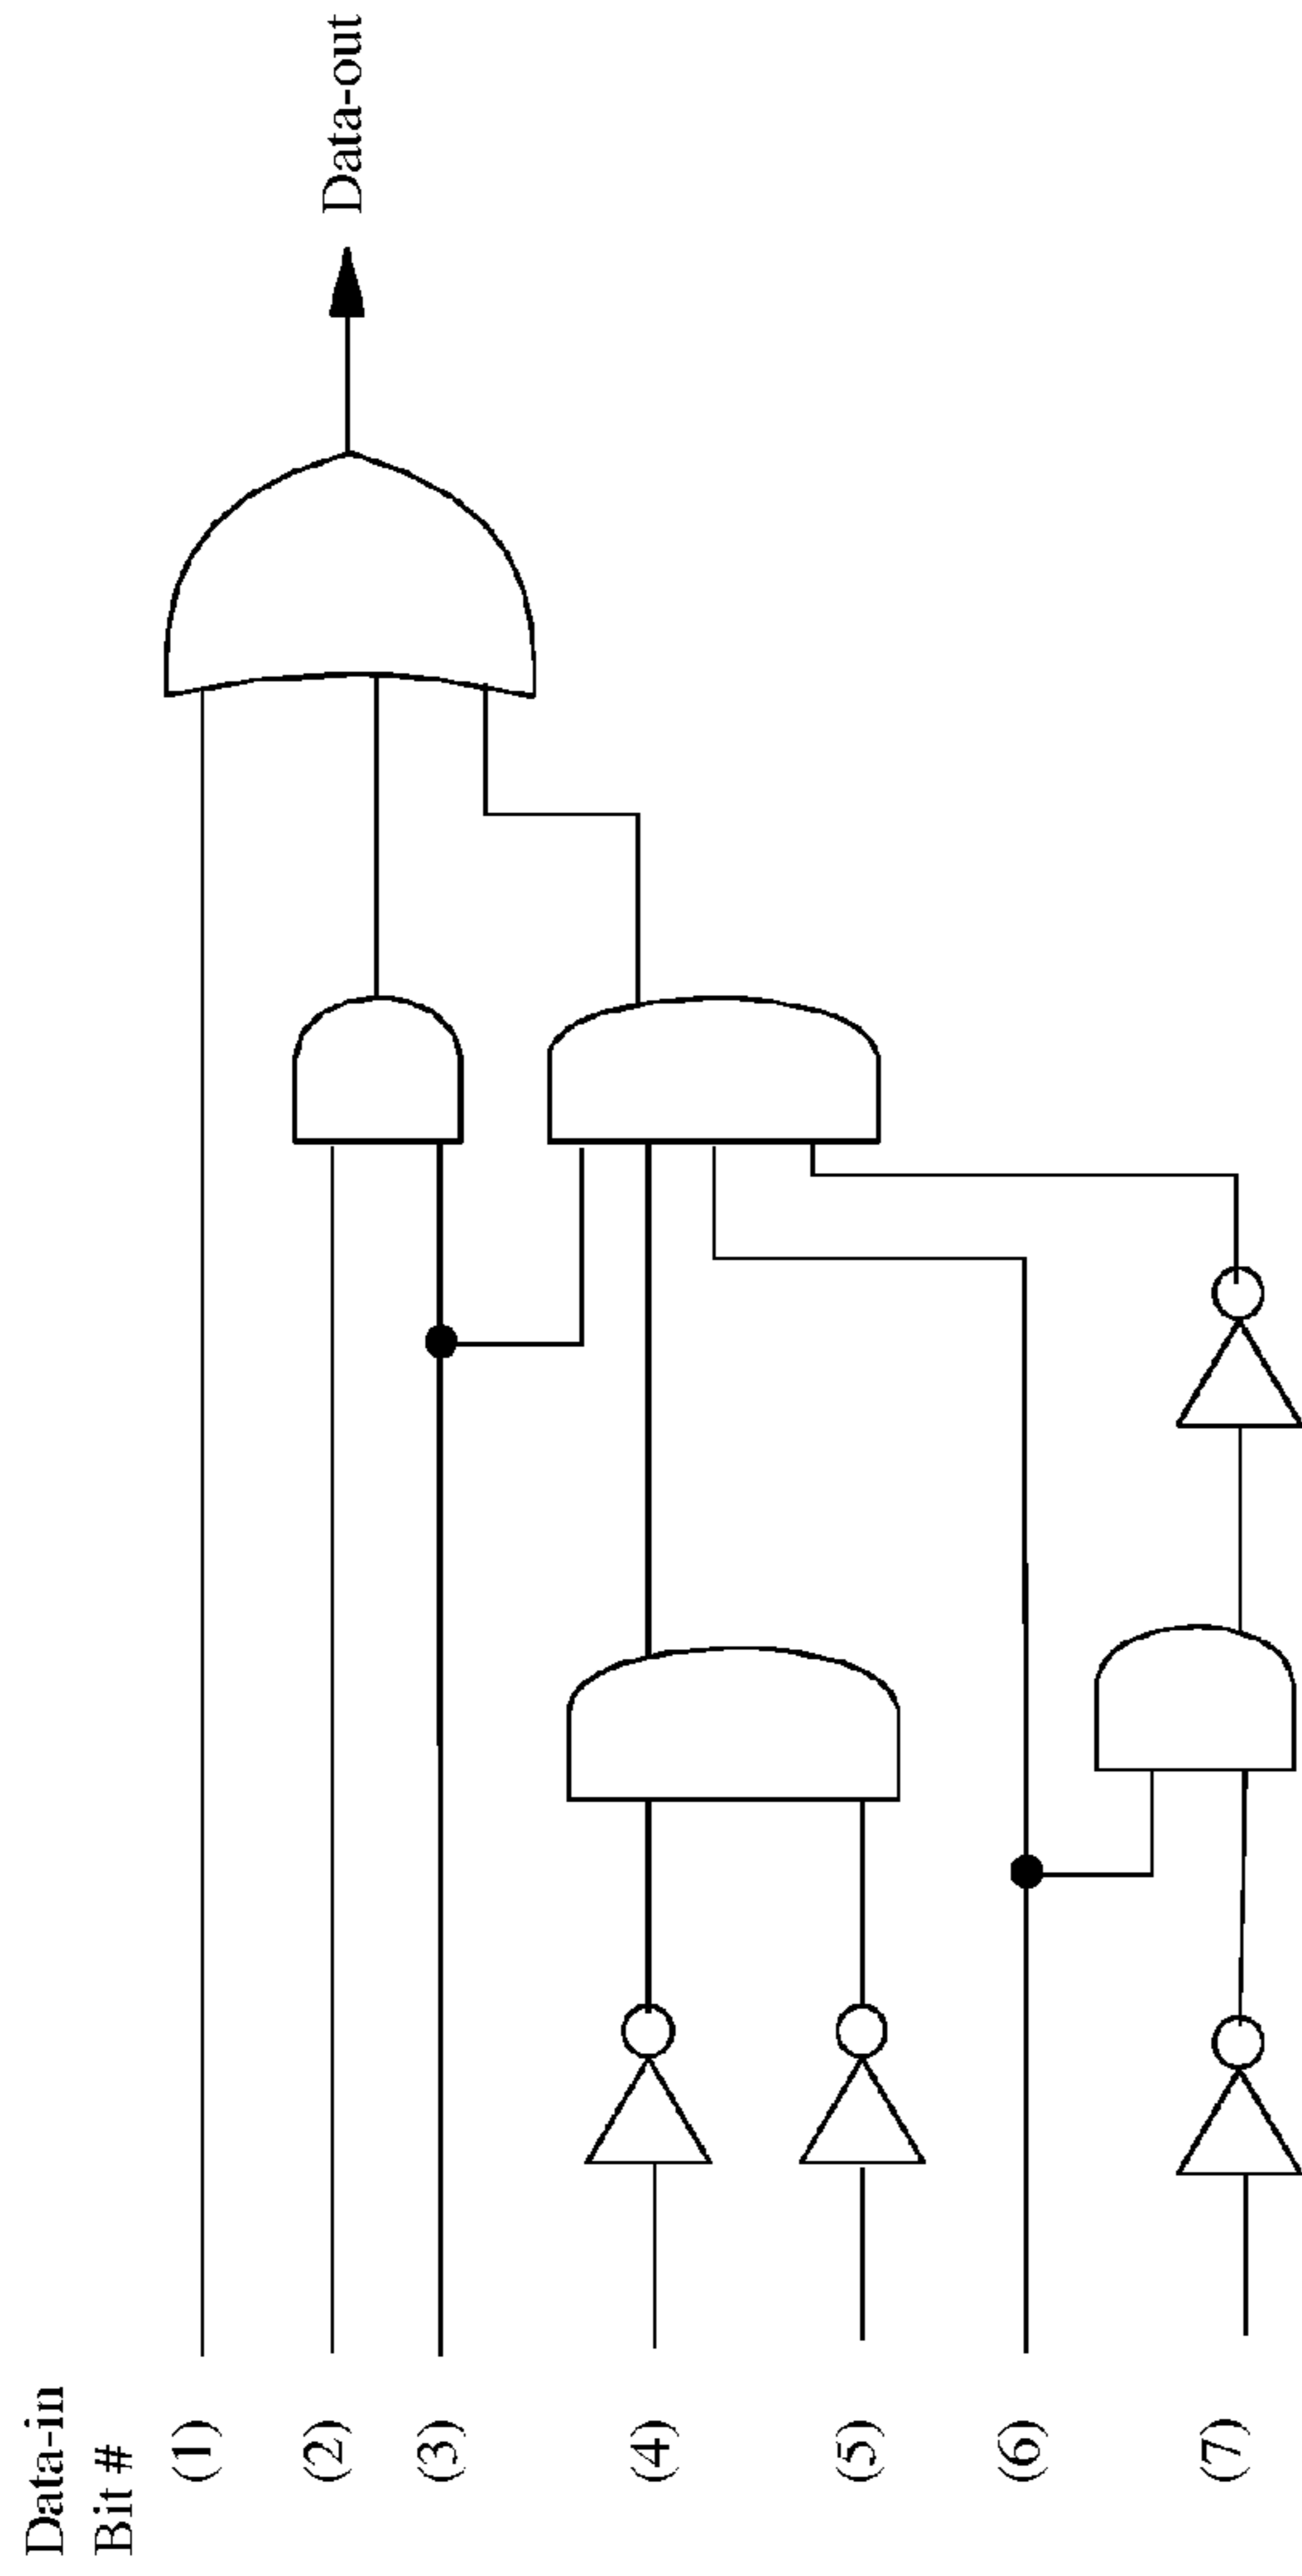 Data-in
Bit #
(1)
(2)
(3)
(4)
(5)
(6)
(7)
Data-out